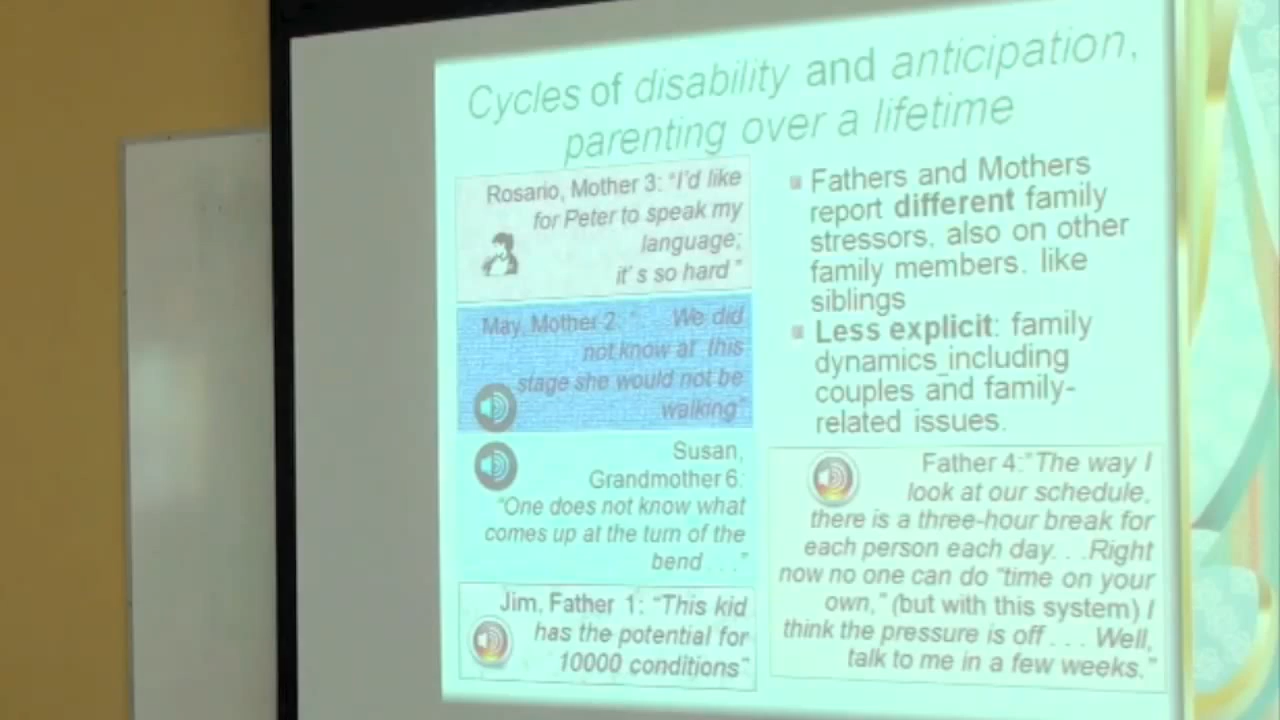 Cycles of disability and anticipation,
parenting over a lifetime
Rosario, Mother 3: "I'd like
for Peter to speak my
language;
it's so hard"
May, Mother 2: " We did
not know at this
stage she would not be
walking"
Susan,
Grandmother 6:
"One does not know what
comes up at the turn of the
bend . . ."
Jim, Father 1: "This kid
has the potential for
10000 conditions"
Fathers and Mothers
report different family
stressors, also on other
family members, like
siblings
Less explicit: family
dynamics including
couples and family-
related issues.
Father 4:"The way I
look at our schedule,
there is a three-hour break for
each person each day. . .Right
now no one can do "time on your
own," (but with this system) I
think the pressure is off . . . Well,
talk to me in a few weeks."